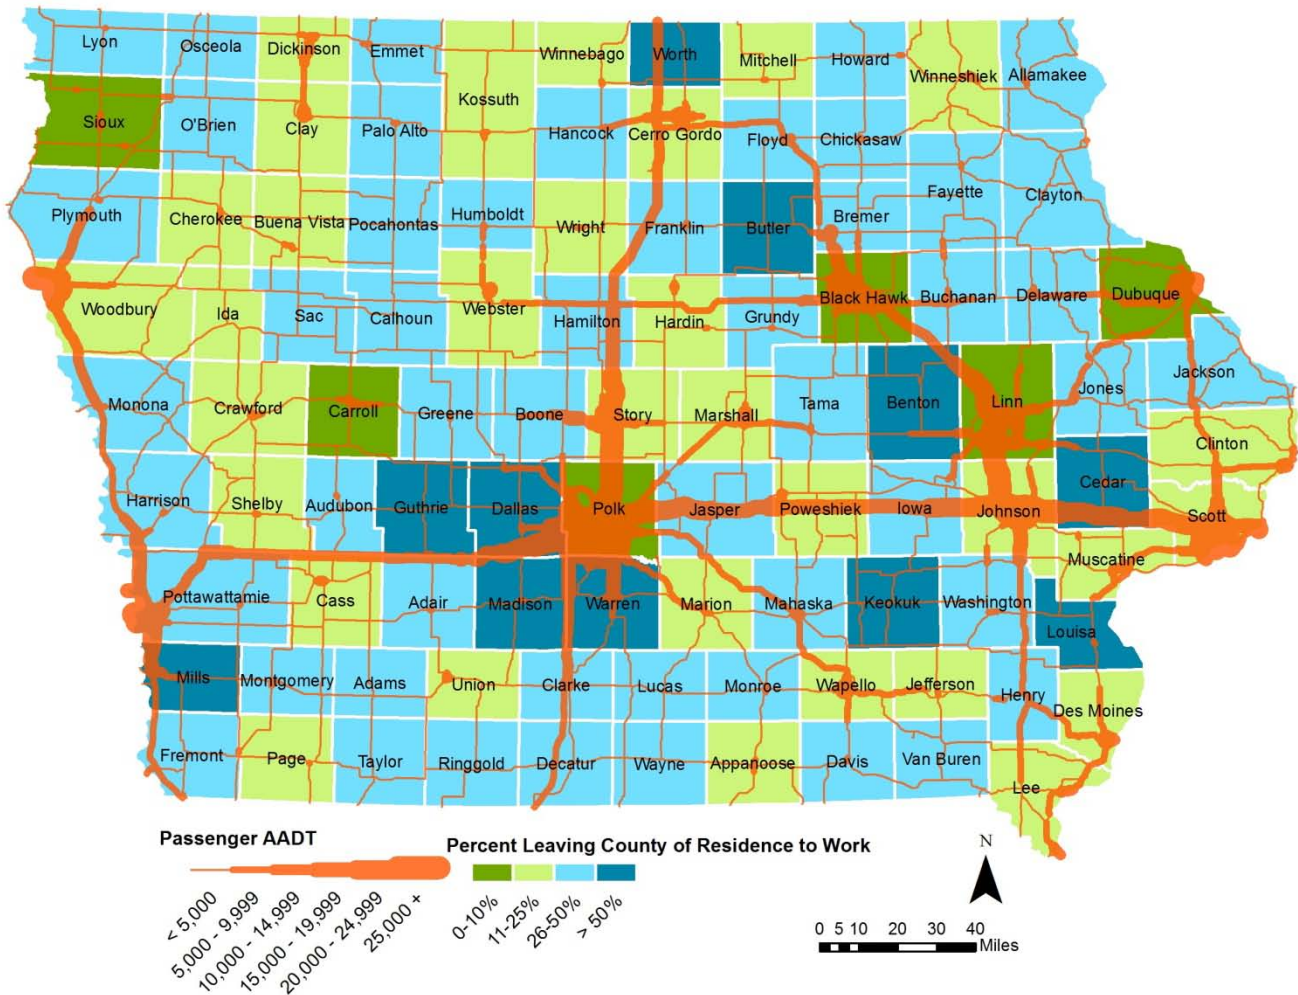 Lyon
Osceola
Dickinson
Emmet
Winnebago
Worth
Mitchell
Howard
Winneshiek
Allamakee
Sioux
O'Brien
Clay
Palo Alto
Kossuth
Hancock
Cerro Gordo
Floyd
Chickasaw
Plymouth
Cherokee
Buena Vista
Pocahontas
Humboldt
Wright
Franklin
Butler
Bremer
Fayette
Clayton
Woodbury
Ida
Sac
Calhoun
Webster
Hamilton
Hardin
Grundy
Black Hawk
Buchanan
Delaware
Dubuque
Monona
Crawford
Carroll
Greene
Boone
Story
Marshall
Tama
Benton
Linn
Jones
Jackson
Clinton
Harrison
Shelby
Audubon
Guthrie
Dallas
Polk
Jasper
Poweshiek
Iowa
Johnson
Cedar
Scott
Muscatine
Pottawattamie
Cass
Adair
Madison
Warren
Marion
Mahaska
Keokuk
Washington
Louisa
Mills
Montgomery
Adams
Union
Clarke
Lucas
Monroe
Wapello
Jefferson
Henry
Des Moines
Fremont
Page
Taylor
Ringgold
Decatur
Wayne
Appanoose
Davis
Van Buren
Lee
Passenger AADT
< 5,000
5,000 - 9,999
10,000 - 14,999
15,000 - 19,999
20,000 - 24,999
25,000 +
Percent Leaving County of Residence to Work
0-10%
11-25%
26-50%
> 50%
N
0 5 10 20 30 40
Miles